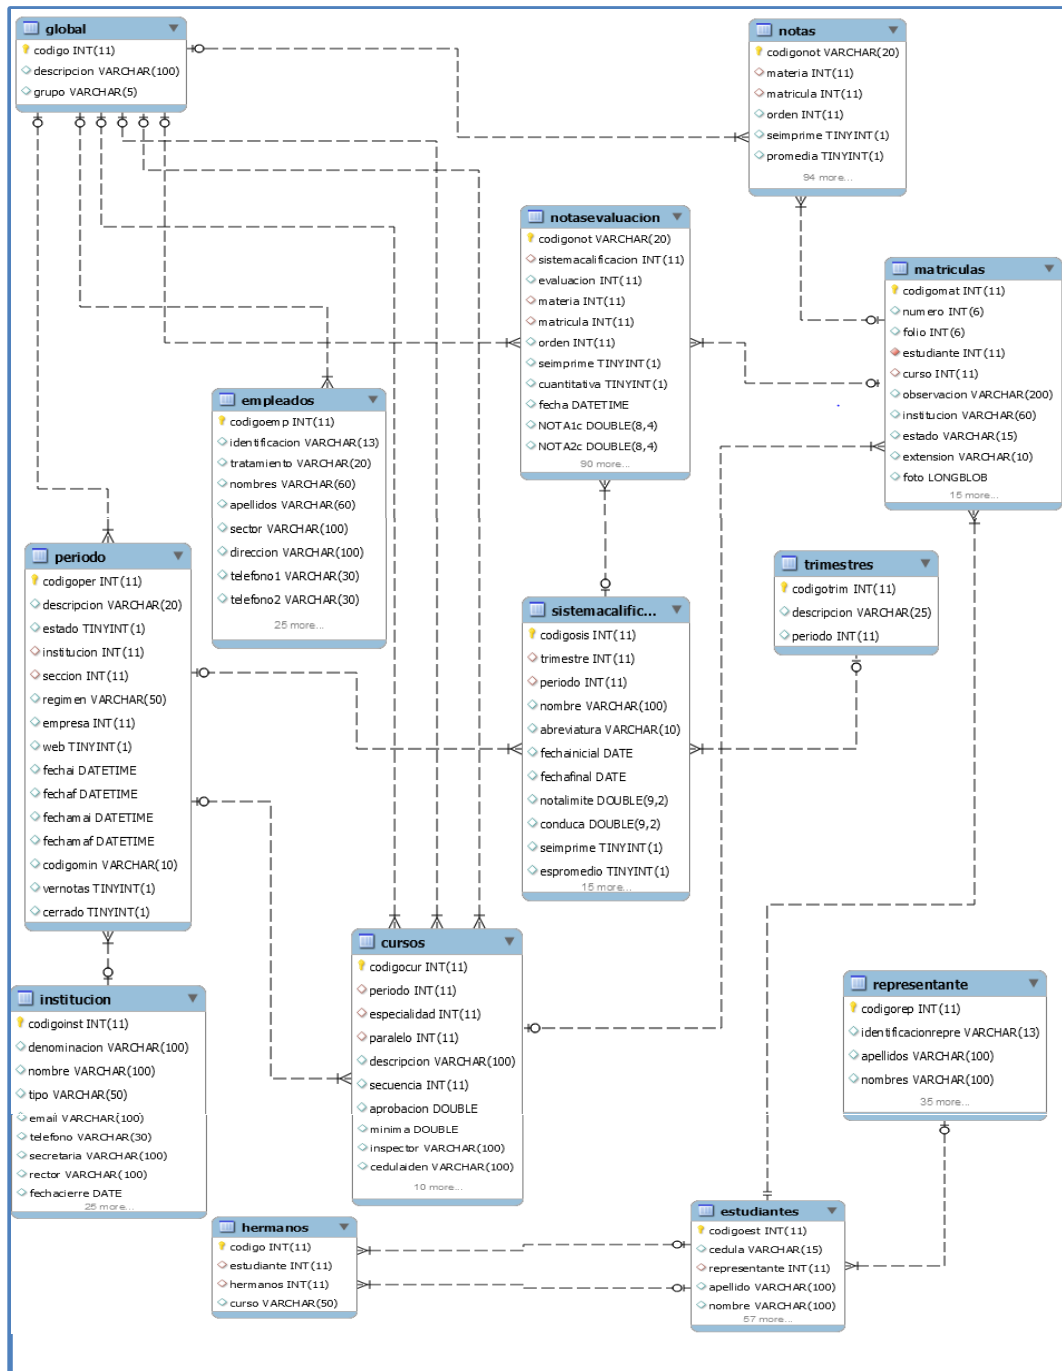 global
codigo INT(11)
descripcion VARCHAR(100)
grupo VARCHAR(5)
notas
codigonot VARCHAR(20)
materia INT(11)
matricula INT(11)
orden INT(11)
seimprime TINYINT(1)
promedia TINYINT(1)
94 more...
notasevaluacion
codigonot VARCHAR(20)
sistemacalificacion INT(11)
evaluacion INT(11)
materia INT(11)
matricula INT(11)
orden INT(11)
seimprime TINYINT(1)
cuantitativa TINYINT(1)
fecha DATETIME
NOTA1c DOUBLE(8,4)
NOTA2c DOUBLE(8,4)
90 more...
matriculas
codigomat INT(11)
numero INT(6)
folio INT(6)
estudiante INT(11)
curso INT(11)
observacion VARCHAR(200)
institucion VARCHAR(60)
estado VARCHAR(15)
extension VARCHAR(10)
foto LONGBLOB
15 more...
empleados
codigoemp INT(11)
identificacion VARCHAR(13)
tratamiento VARCHAR(20)
nombres VARCHAR(60)
apellidos VARCHAR(60)
sector VARCHAR(100)
direccion VARCHAR(100)
telefono1 VARCHAR(30)
telefono2 VARCHAR(30)
25 more...
periodo
codigoper INT(11)
descripcion VARCHAR(20)
estado TINYINT(1)
institucion INT(11)
seccion INT(11)
regimen VARCHAR(50)
empresa INT(11)
web TINYINT(1)
fechai DATETIME
fechaf DATETIME
fechamai DATETIME
fechamaf DATETIME
codigomin VARCHAR(10)
vernotas TINYINT(1)
cerrado TINYINT(1)
trimestres
codigotrim INT(11)
descripcion VARCHAR(25)
periodo INT(11)
sistemacalific...
codigosis INT(11)
trimestre INT(11)
periodo INT(11)
nombre VARCHAR(100)
abreviatura VARCHAR(10)
fechainicial DATE
fechafinal DATE
notalimite DOUBLE(9,2)
conduca DOUBLE(9,2)
seimprime TINYINT(1)
espromedio TINYINT(1)
15 more...
cursos
codigocur INT(11)
periodo INT(11)
especialidad INT(11)
paralelo INT(11)
descripcion VARCHAR(100)
secuencia INT(11)
aprobacion DOUBLE
minima DOUBLE
inspector VARCHAR(100)
cedulaiden VARCHAR(100)
10 more...
institucion
codigoinst INT(11)
denominacion VARCHAR(100)
nombre VARCHAR(100)
tipo VARCHAR(50)
email VARCHAR(100)
telefono VARCHAR(30)
secretaria VARCHAR(100)
rector VARCHAR(100)
fechacierre DATE
25 more...
representante
codigorep INT(11)
identificacionrepre VARCHAR(13)
apellidos VARCHAR(100)
nombres VARCHAR(100)
35 more...
hermanos
codigo INT(11)
estudiante INT(11)
hermanos INT(11)
curso VARCHAR(50)
estudiantes
codigoest INT(11)
cedula VARCHAR(15)
representante INT(11)
apellido VARCHAR(100)
nombre VARCHAR(100)
57 more...